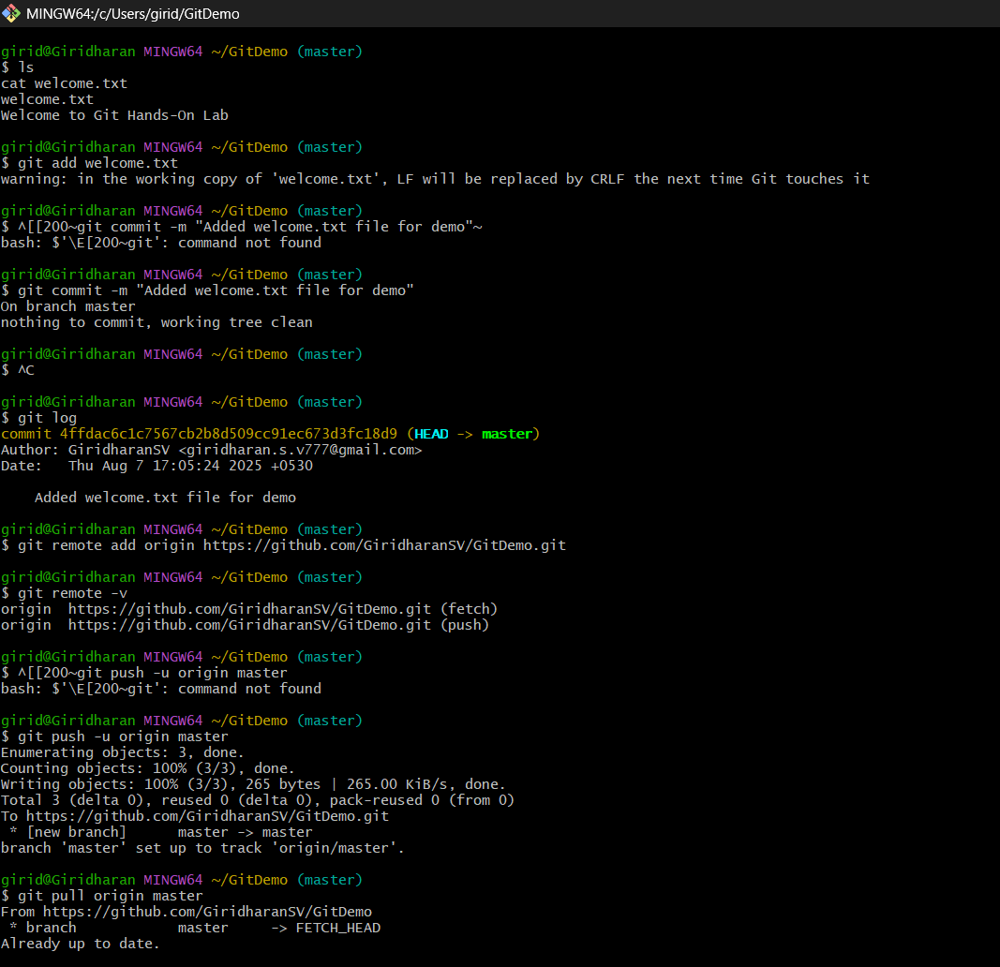 MINGW64:/c/Users/girid/GitDemo
girid@Giridharan MINGW64 ~/GitDemo (master)
$ ls
cat welcome.txt
welcome.txt
Welcome to Git Hands-On Lab
girid@Giridharan MINGW64 ~/GitDemo (master)
$ git add welcome.txt
warning: in the working copy of 'welcome.txt', LF will be replaced by CRLF the next time Git touches it
girid@Giridharan MINGW64 ~/GitDemo (master)
$ ^[[200~git commit -m "Added welcome.txt file for demo"~
bash: $'\E[200~git': command not found
girid@Giridharan MINGW64 ~/GitDemo (master)
$ git commit -m "Added welcome.txt file for demo"
On branch master
nothing to commit, working tree clean
girid@Giridharan MINGW64 ~/GitDemo (master)
$ ^C
girid@Giridharan MINGW64 ~/GitDemo (master)
$ git log
commit 4ffdac6c1c7567cb2b8d509cc91ec673d3fc18d9 (HEAD -> master)
Author: GiridharanSV <giridharan.s.v777@gmail.com>
Date:   Thu Aug 7 17:05:24 2025 +0530
    Added welcome.txt file for demo
girid@Giridharan MINGW64 ~/GitDemo (master)
$ git remote add origin https://github.com/GiridharanSV/GitDemo.git
girid@Giridharan MINGW64 ~/GitDemo (master)
$ git remote -v
origin  https://github.com/GiridharanSV/GitDemo.git (fetch)
origin  https://github.com/GiridharanSV/GitDemo.git (push)
girid@Giridharan MINGW64 ~/GitDemo (master)
$ ^[[200~git push -u origin master
bash: $'\E[200~git': command not found
girid@Giridharan MINGW64 ~/GitDemo (master)
$ git push -u origin master
Enumerating objects: 3, done.
Counting objects: 100% (3/3), done.
Writing objects: 100% (3/3), 265 bytes | 265.00 KiB/s, done.
Total 3 (delta 0), reused 0 (delta 0), pack-reused 0 (from 0)
To https://github.com/GiridharanSV/GitDemo.git
 * [new branch]      master -> master
branch 'master' set up to track 'origin/master'.
girid@Giridharan MINGW64 ~/GitDemo (master)
$ git pull origin master
From https://github.com/GiridharanSV/GitDemo
 * branch            master     -> FETCH_HEAD
Already up to date.